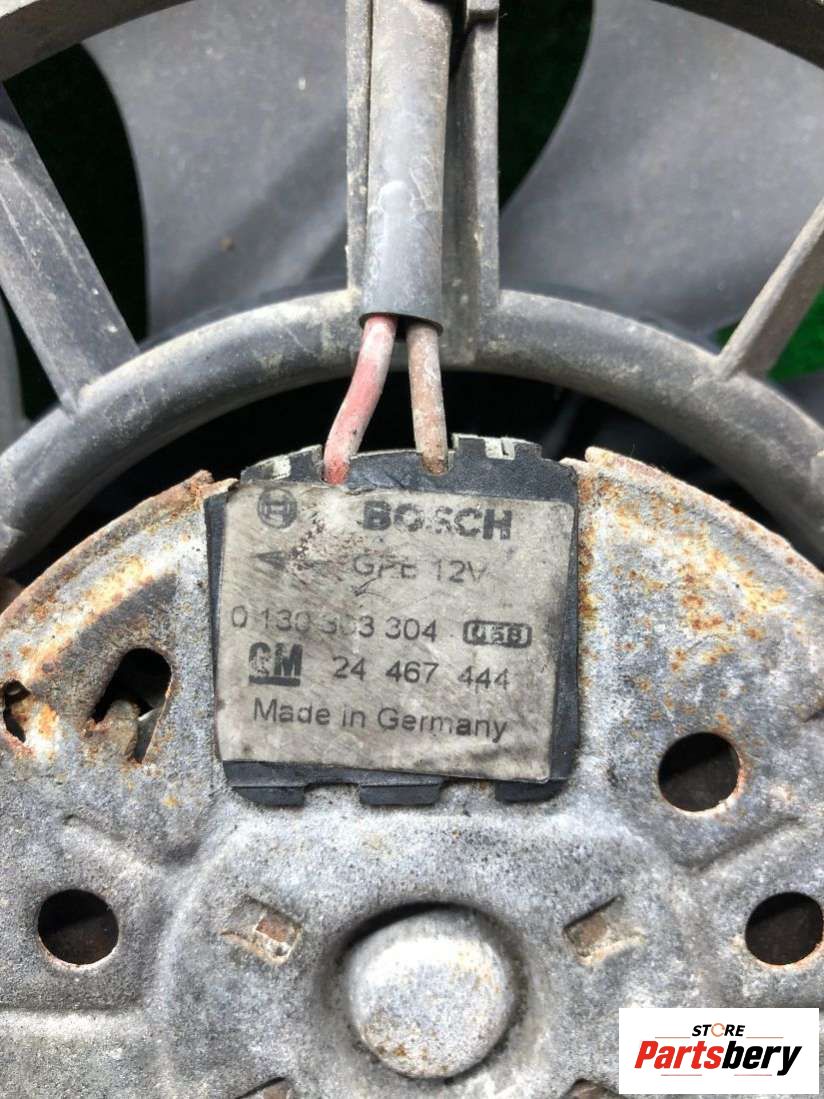 BOSCH
GPB 12V
0 130 303 304
GM 24 467 444
Made in Germany
STORE
Partsbery